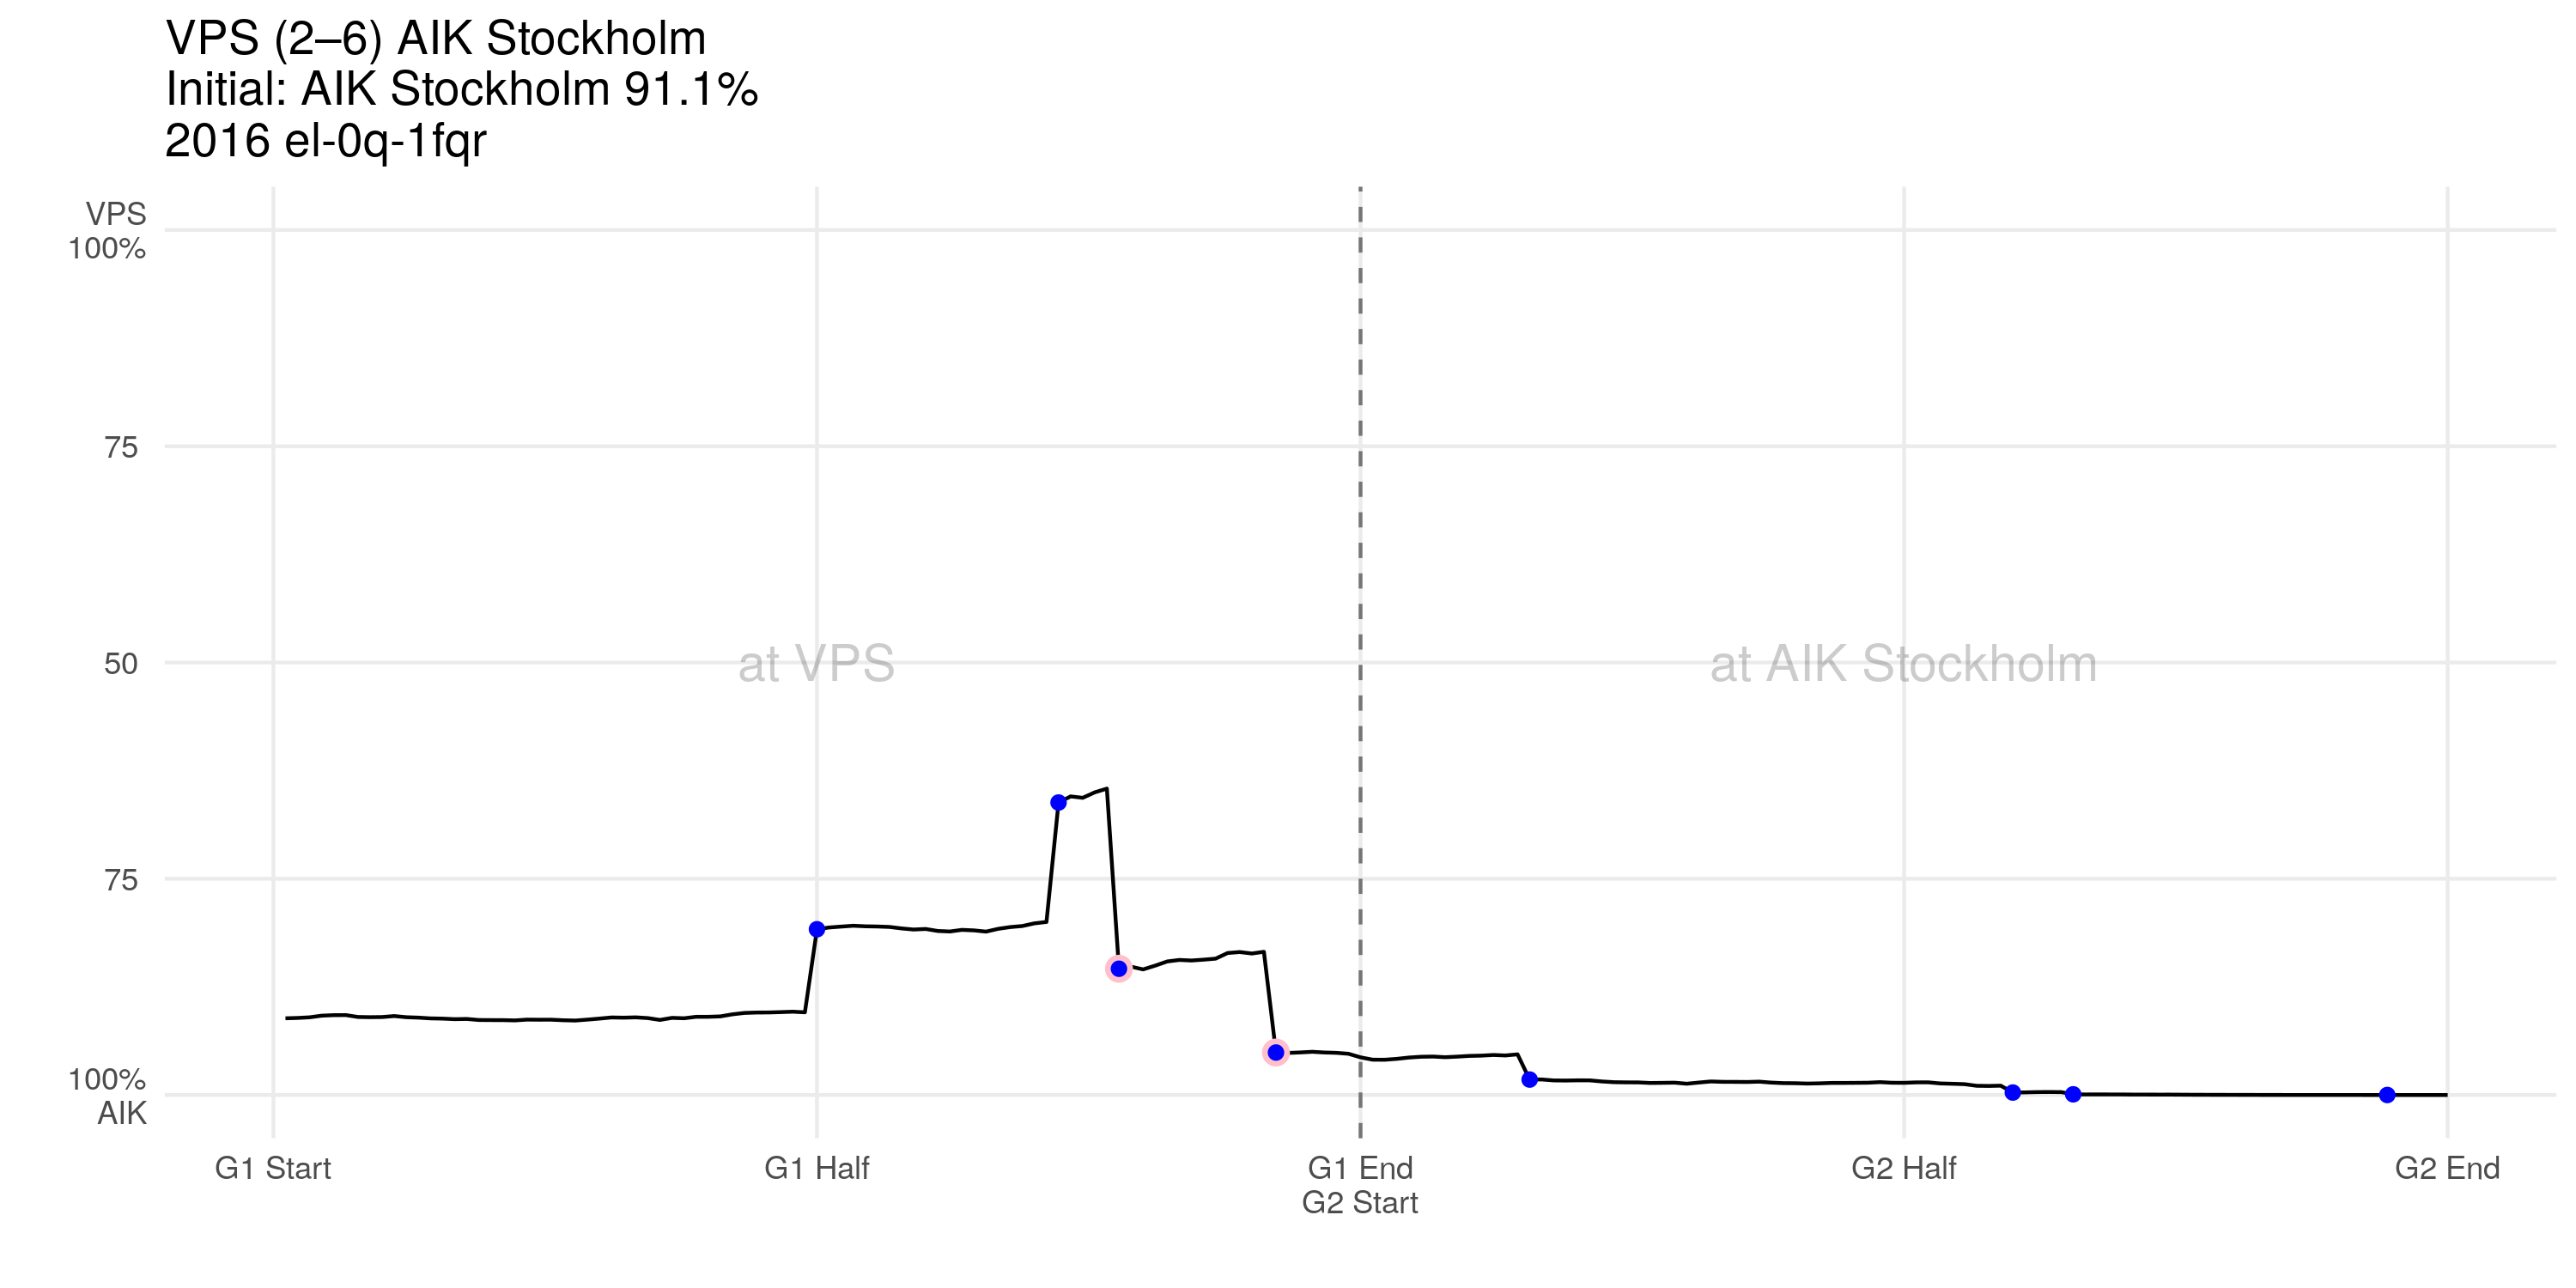 VPS (2–6) AIK Stockholm
Initial: AIK Stockholm 91.1%
2016 el-0q-1fqr
VPS
100%
75
50
75
100%
AIK
at VPS
at AIK Stockholm
G1 Start
G1 Half
G1 End
G2 Start
G2 Half
G2 End